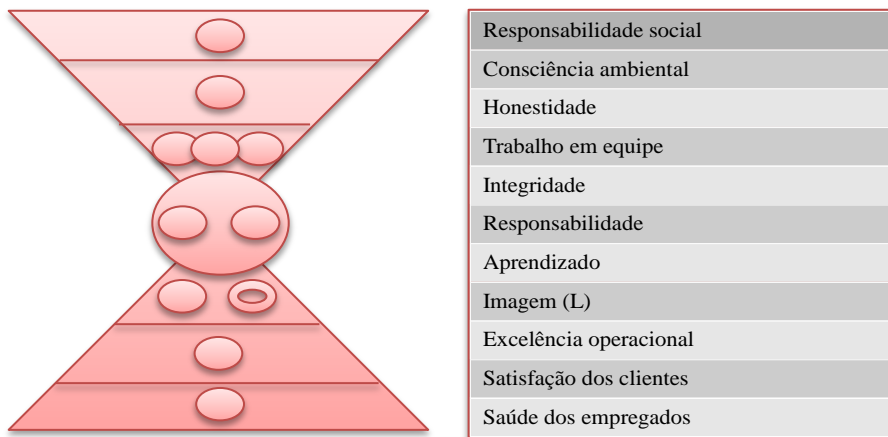 Responsabilidade social
Consciência ambiental
Honestidade
Trabalho em equipe
Integridade
Responsabilidade
Aprendizado
Imagem (L)
Excelência operacional
Satisfação dos clientes
Saúde dos empregados